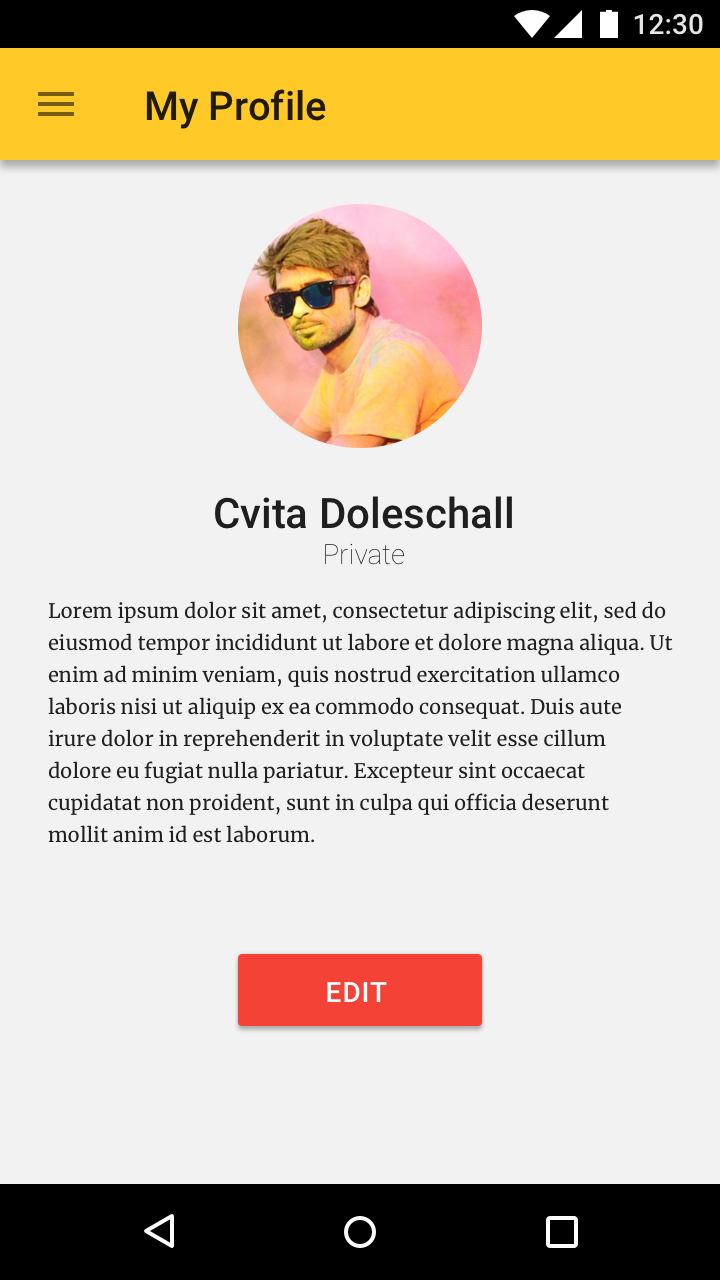 12:30
My Profile
Cvita Doleschall
Private
Lorem ipsum dolor sit amet, consectetur adipiscing elit, sed do
eiusmod tempor incididunt ut labore et dolore magna aliqua. Ut
enim ad minim veniam, quis nostrud exercitation ullamco
laboris nisi ut aliquip ex ea commodo consequat. Duis aute
irure dolor in reprehenderit in voluptate velit esse cillum
dolore eu fugiat nulla pariatur. Excepteur sint occaecat
cupidatat non proident, sunt in culpa qui officia deserunt
mollit anim id est laborum.
EDIT